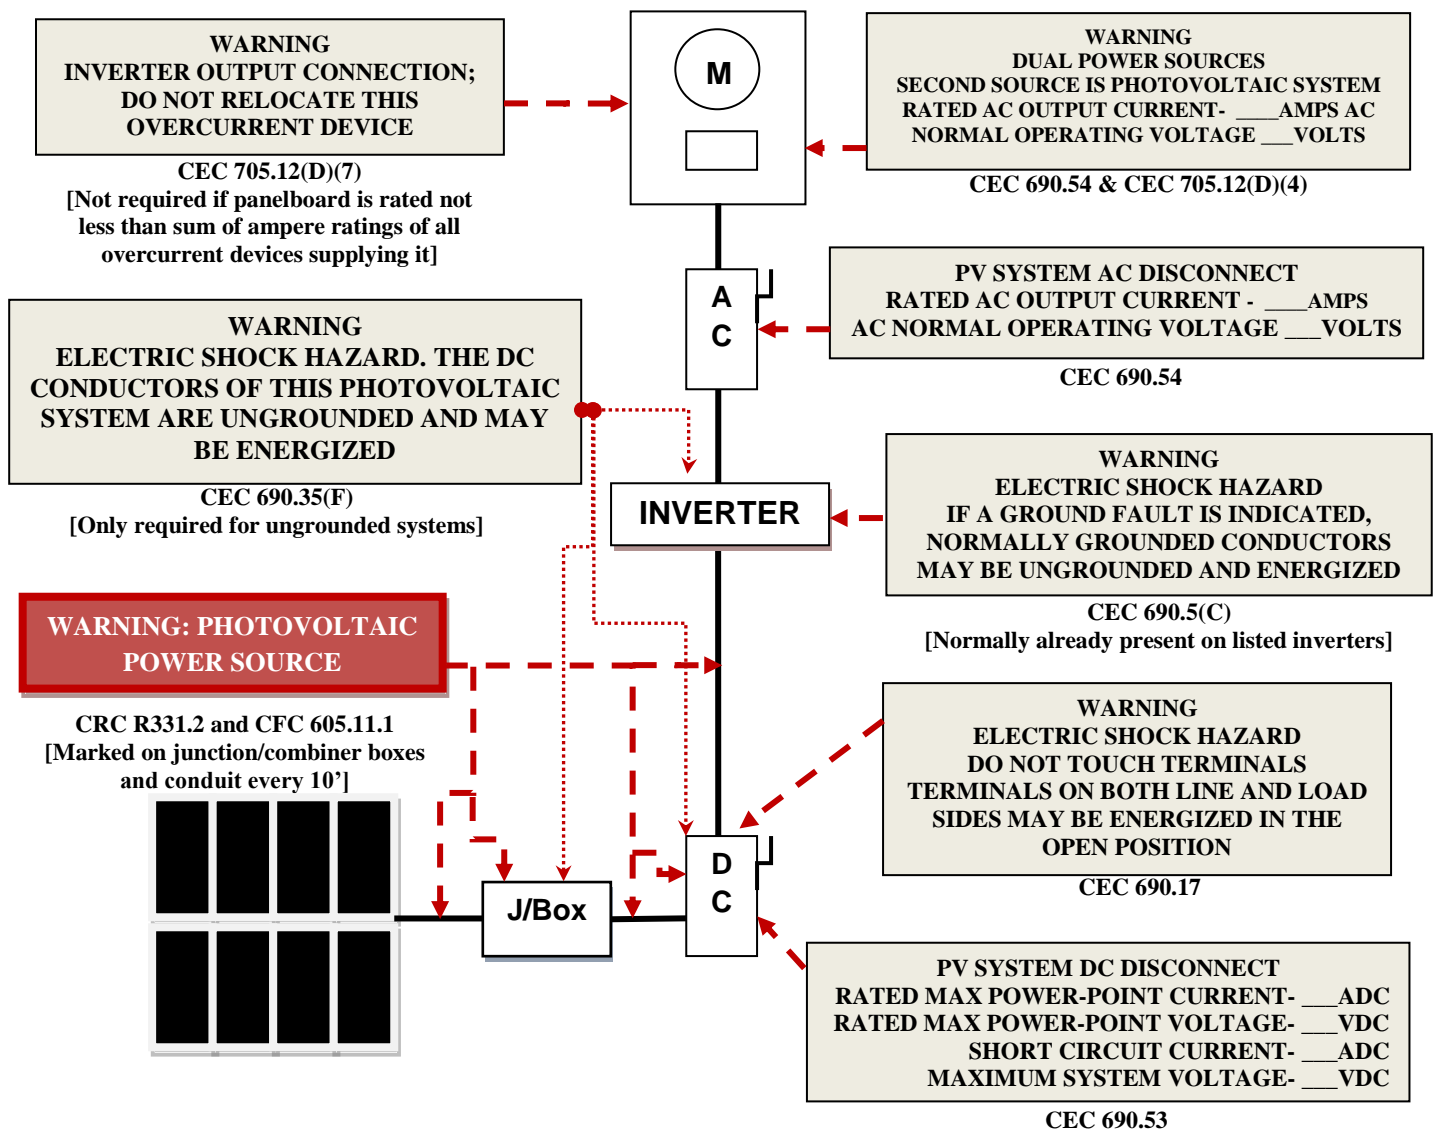 WARNING
INVERTER OUTPUT CONNECTION;
DO NOT RELOCATE THIS
OVERCURRENT DEVICE
CEC 705.12(D)(7)
[Not required if panelboard is rated not
less than sum of ampere ratings of all
overcurrent devices supplying it]
M
WARNING
DUAL POWER SOURCES
SECOND SOURCE IS PHOTOVOLTAIC SYSTEM
RATED AC OUTPUT CURRENT- ____AMPS AC
NORMAL OPERATING VOLTAGE ___VOLTS
CEC 690.54 & CEC 705.12(D)(4)
A
C
PV SYSTEM AC DISCONNECT
RATED AC OUTPUT CURRENT - ____AMPS
AC NORMAL OPERATING VOLTAGE ___VOLTS
CEC 690.54
WARNING
ELECTRIC SHOCK HAZARD. THE DC
CONDUCTORS OF THIS PHOTOVOLTAIC
SYSTEM ARE UNGROUNDED AND MAY
BE ENERGIZED
CEC 690.35(F)
[Only required for ungrounded systems]
INVERTER
WARNING
ELECTRIC SHOCK HAZARD
IF A GROUND FAULT IS INDICATED,
NORMALLY GROUNDED CONDUCTORS
MAY BE UNGROUNDED AND ENERGIZED
CEC 690.5(C)
[Normally already present on listed inverters]
WARNING: PHOTOVOLTAIC
POWER SOURCE
CRC R331.2 and CFC 605.11.1
[Marked on junction/combiner boxes
and conduit every 10’]
WARNING
ELECTRIC SHOCK HAZARD
DO NOT TOUCH TERMINALS
TERMINALS ON BOTH LINE AND LOAD
SIDES MAY BE ENERGIZED IN THE
OPEN POSITION
CEC 690.17
J/Box
D
C
PV SYSTEM DC DISCONNECT
RATED MAX POWER-POINT CURRENT- ___ADC
RATED MAX POWER-POINT VOLTAGE- ___VDC
SHORT CIRCUIT CURRENT- ___ADC
MAXIMUM SYSTEM VOLTAGE- ___VDC
CEC 690.53